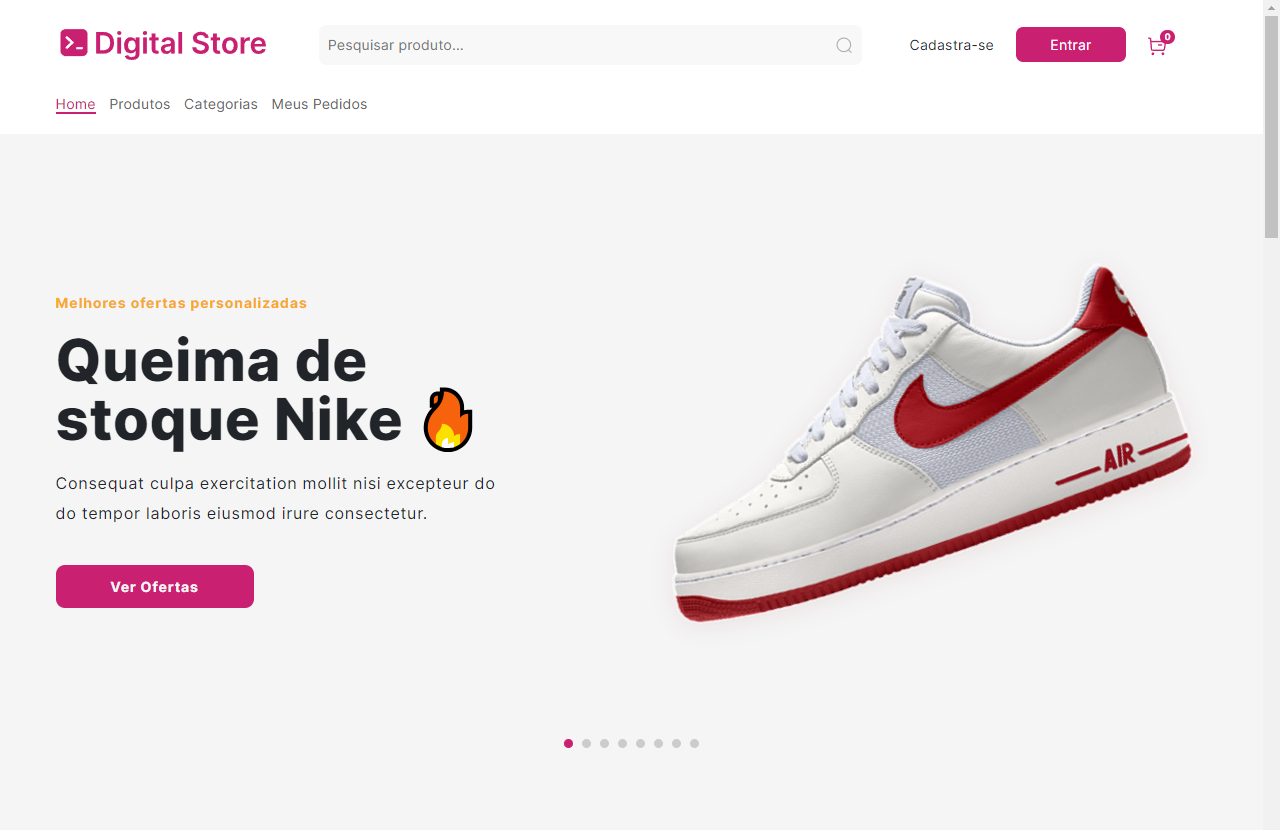 Digital Store
Pesquisar produto...
Cadastra-se
Entrar
0
Home Produtos Categorias Meus Pedidos
Melhores ofertas personalizadas
Queima de
stoque Nike 🔥
Consequat culpa exercitation mollit nisi excepteur do
do tempor laboris eiusmod irure consectetur.
Ver Ofertas
AIR